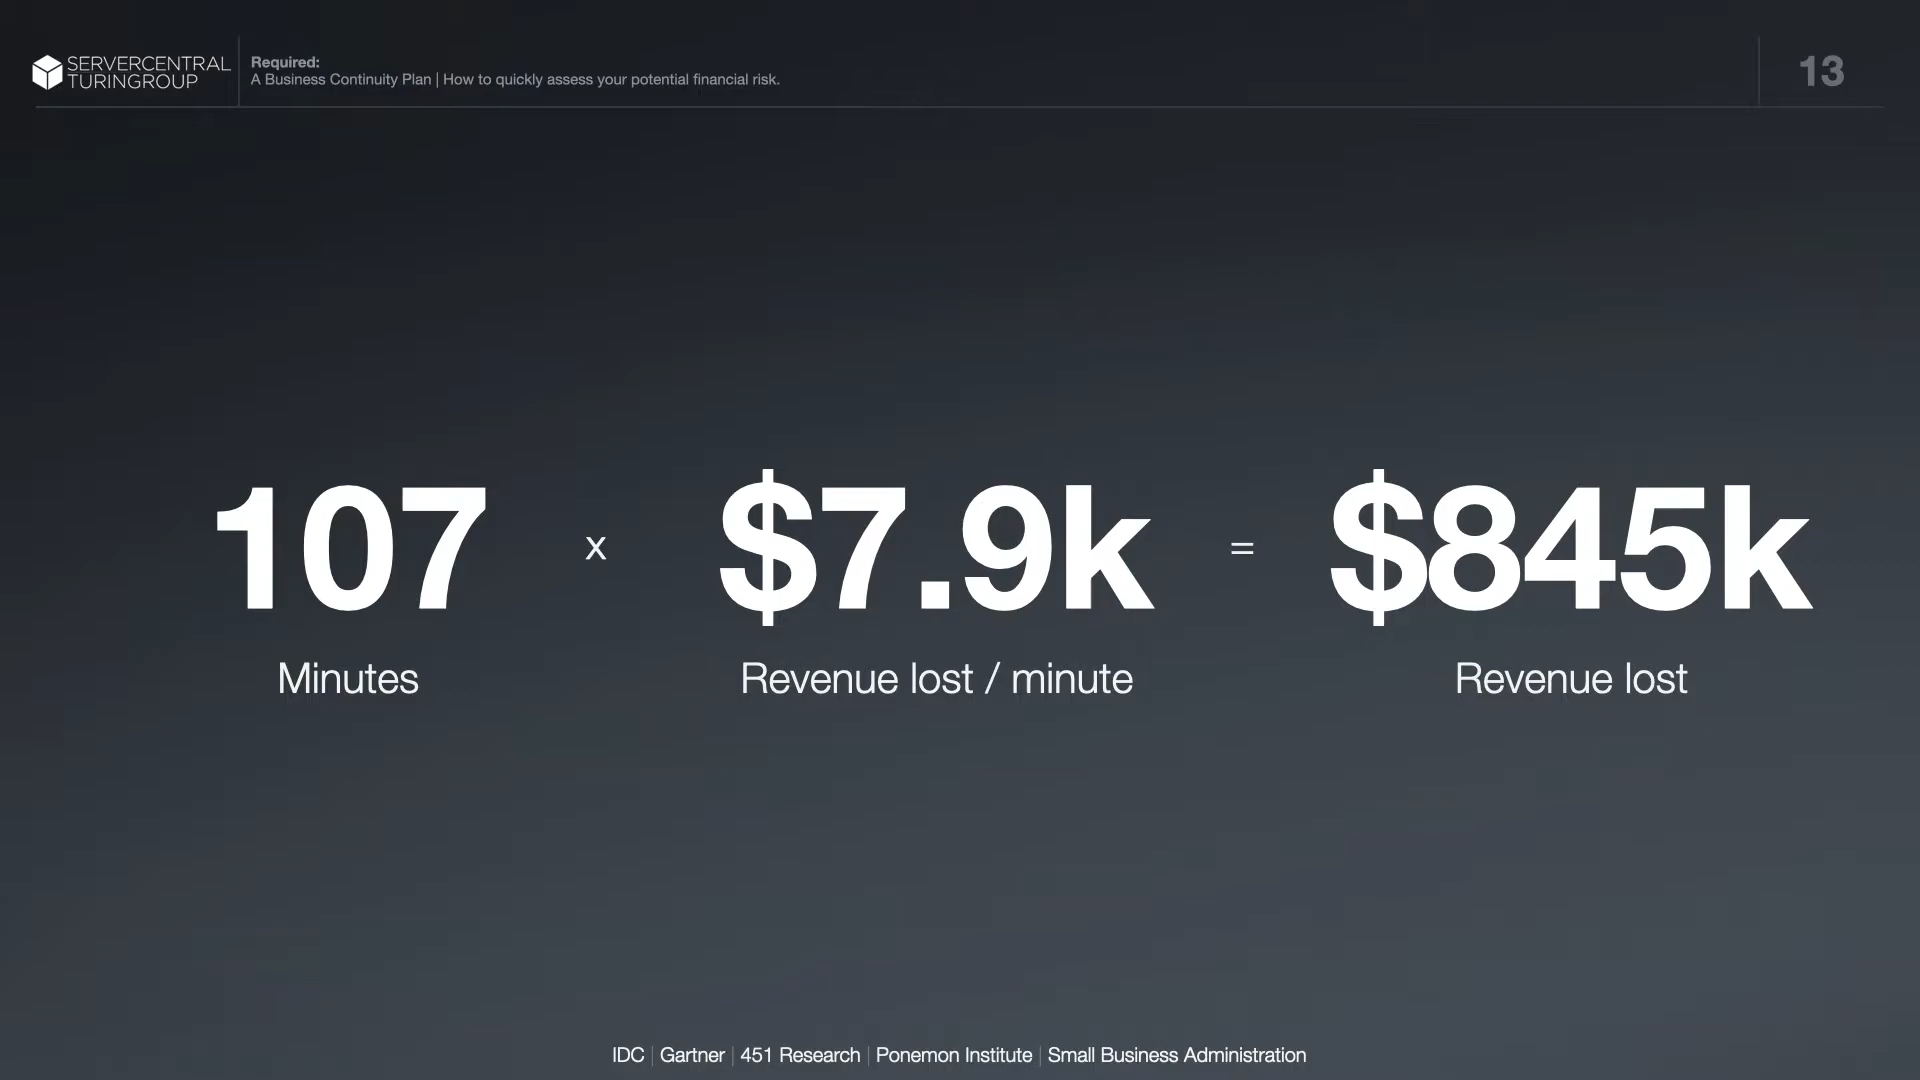 SERVERCENTRAL
TURINGROUP
Required:
A Business Continuity Plan | How to quickly assess your potential financial risk.
13
107 x $7.9k = $845k
Minutes Revenue lost / minute Revenue lost
IDC | Gartner | 451 Research | Ponemon Institute | Small Business Administration